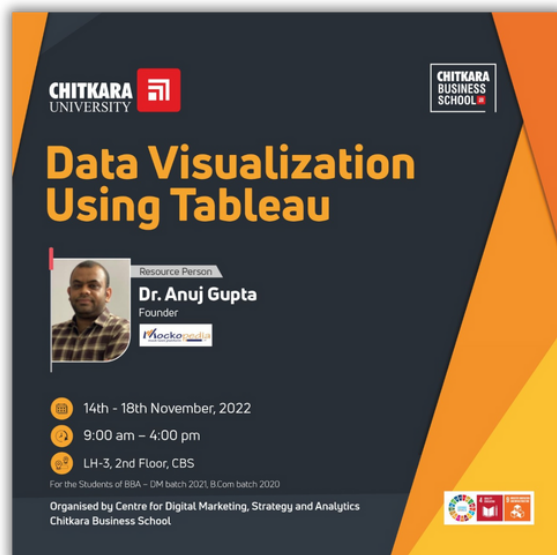 CHITKARA
UNIVERSITY
CHITKARA
BUSINESS
SCHOOL
Data Visualization
Using Tableau
Resource Person
Dr. Anuj Gupta
Founder
Mockopedia
14th - 18th November, 2022
9:00 am – 4:00 pm
LH-3, 2nd Floor, CBS
For the Students of BBA – DM batch 2021, B.Com batch 2020
Organised by Centre for Digital Marketing, Strategy and Analytics
Chitkara Business School
4
9